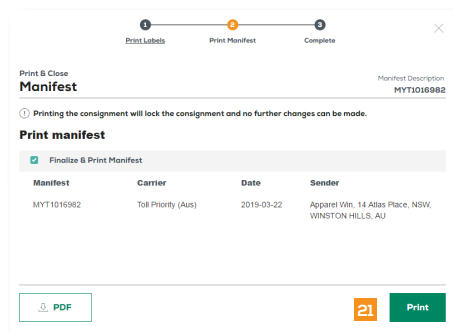 1 2 3
Print Labels Print Manifest Complete
Print & Close
Manifest
Manifest Description
MYT1016982
! Printing the consignment will lock the consignment and no further changes can be made.
Print manifest
Finalize & Print Manifest
Manifest Carrier Date Sender
MYT1016982 Toll Priority (Aus) 2019-03-22 Apparel Win, 14 Atlas Place, NSW,
WINSTON HILLS, AU
PDF
21
Print